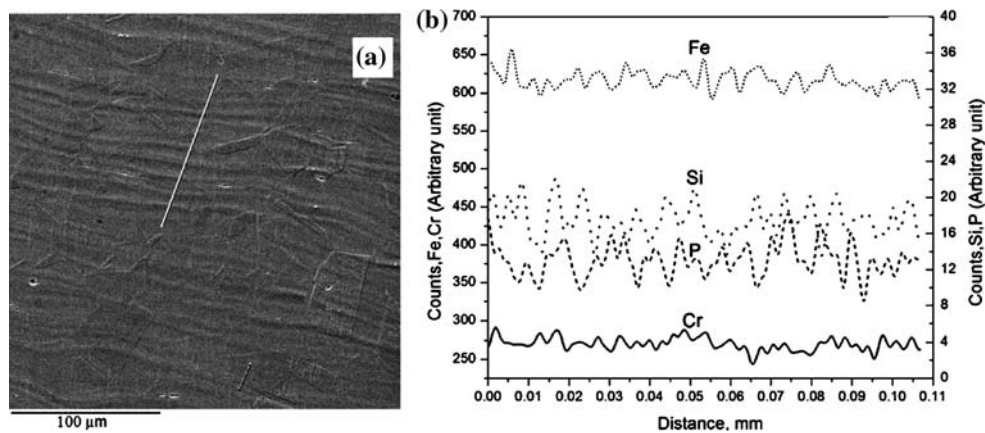 (a)
100 µm
(b)
Counts,Fe,Cr (Arbitrary unit)
700
650
600
550
500
450
400
350
300
250
Fe
Si
P
Cr
40
36
32
28
24
20
16
12
8
4
0
Counts,Si,P (Arbitrary unit)
0.00 0.01 0.02 0.03 0.04 0.05 0.06 0.07 0.08 0.09 0.10 0.11
Distance, mm